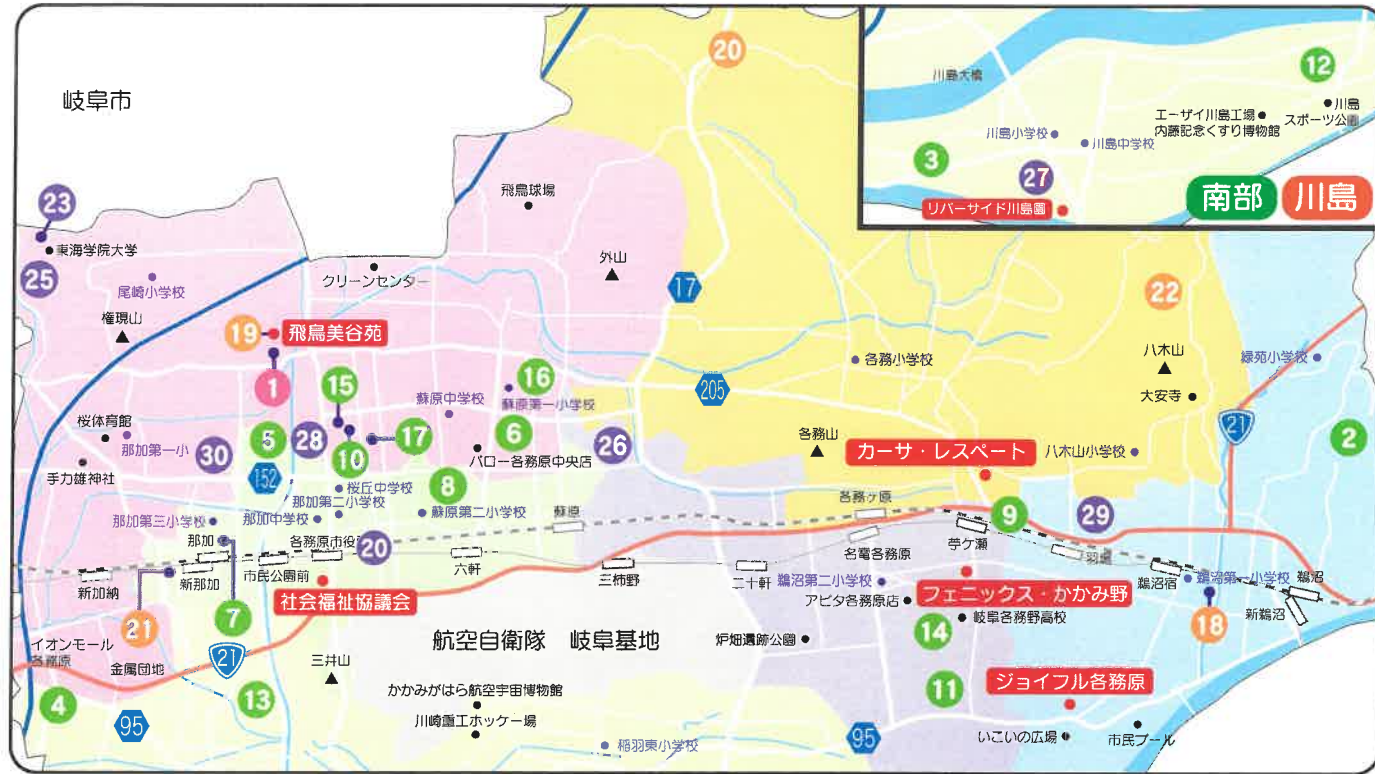 岐阜市
20
川島大橋
12
エーザイ川島工場
内藤記念くすり博物館
川島
スポーツ公園
川島小学校
川島中学校
3
27
リバーサイド川島園
南部
川島
23
東海学院大学
25
尾崎小学校
権現山
飛鳥球場
クリーンセンター
外山
17
22
19
飛鳥美谷苑
1
15
16
蘇原中学校
蘇原第一小学校
各務小学校
八木山
大安寺
緑苑小学校
205
21
2
桜体育館
那加第一小
手力雄神社
30
5
28
10
17
6
バロー各務原中央店
26
各務山
カーサ・レスペート
八木山小学校
152
桜丘中学校
那加第二小学校
8
蘇原第二小学校
那加第三小学校
那加中学校
蘇原
各務ヶ原
9
29
那加
各務原市役
20
新加納
新那加
市民公園前
六軒
三柿野
二十軒
名電各務原
苧ケ瀬
羽場
鵜沼宿
鵜沼第一小学校
鵜沼
新鵜沼
18
鵜沼第二小学校
アピタ各務原店
フェニックス・かかみ野
岐阜各務野高校
14
社会福祉協議会
21
7
イオンモール
各務原
金属団地
21
三井山
航空自衛隊 岐阜基地
炉畑遺跡公園
4
95
13
かかみがはら航空宇宙博物館
川崎重工ホッケー場
稲羽東小学校
11
ジョイフル各務原
95
いこいの広場
市民プール